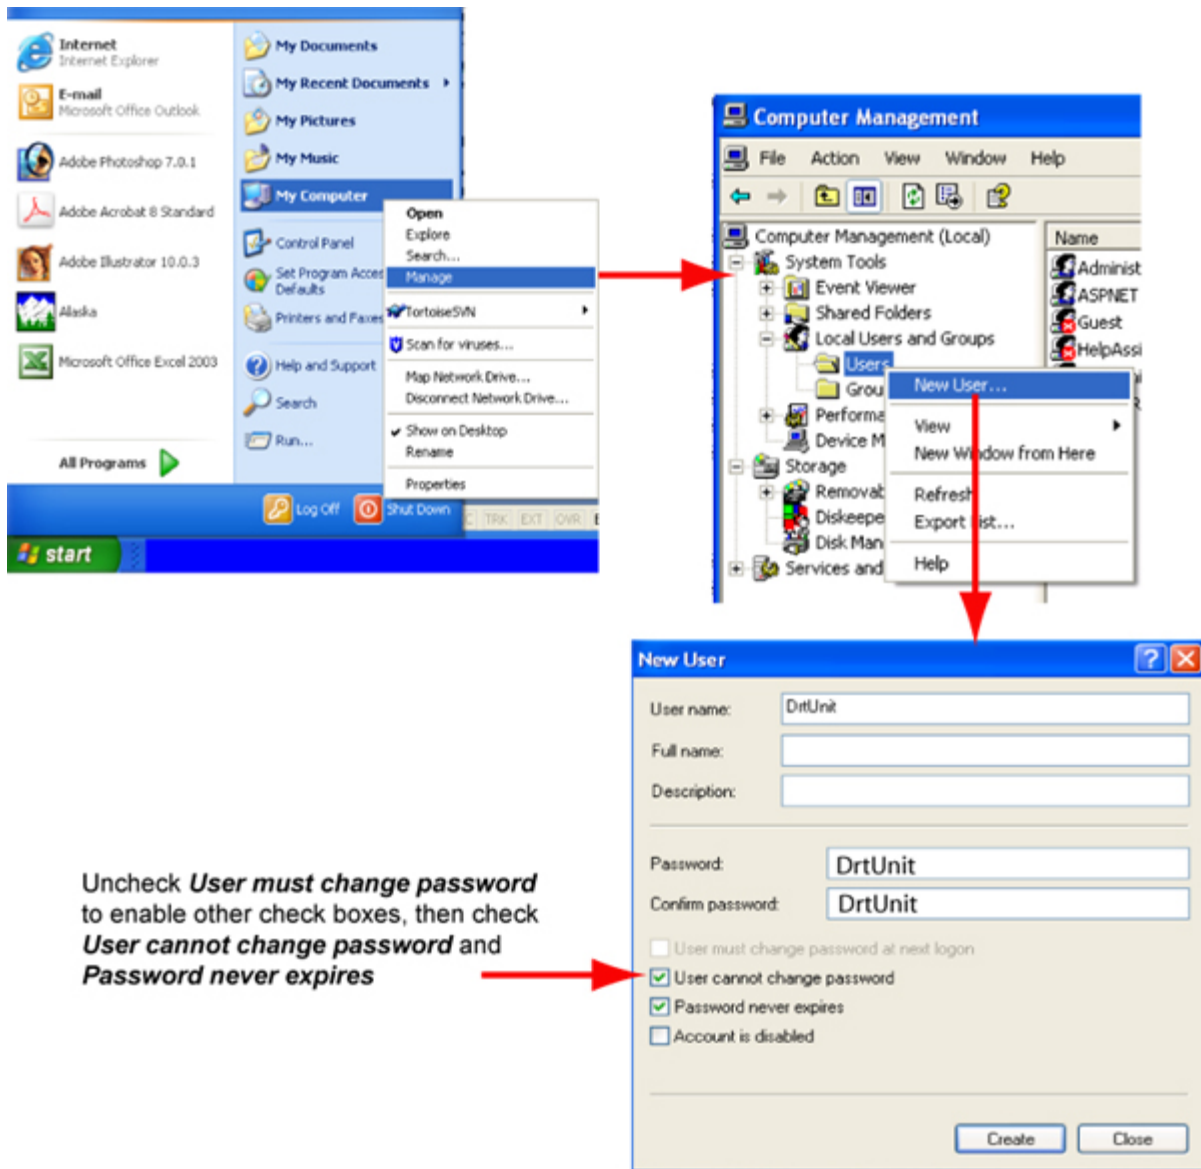 Internet
Internet Explorer
E-mail
Microsoft Office Outlook
Adobe Photoshop 7.0.1
Adobe Acrobat 8 Standard
Adobe Illustrator 10.0.3
Alaska
Microsoft Office Excel 2003
All Programs
My Documents
My Recent Documents
My Pictures
My Music
My Computer
Control Panel
Set Program Acces
Defaults
Printers and Faxes
Help and Support
Search
Run...
Open
Explore
Search...
Manage
TortoiseSVN
Scan for viruses...
Map Network Drive...
Disconnect Network Drive...
Show on Desktop
Rename
Properties
Log Off
Shut Down
TRK EXT OVR
start
Computer Management
File Action View Window Help
Computer Management (Local)
System Tools
Event Viewer
Shared Folders
Local Users and Groups
Users
Grou
Performa
Device M
Storage
Removab
Diskeepe
Disk Man
Services and
Name
Administ
ASPNET
Guest
HelpAssi
New User...
View
New Window from Here
Refresh
Export List...
Help
New User
User name: DrtUnit
Full name:
Description:
Password: DrtUnit
Confirm password: DrtUnit
User must change password at next logon
User cannot change password
Password never expires
Account is disabled
Create Close
Uncheck User must change password
to enable other check boxes, then check
User cannot change password and
Password never expires